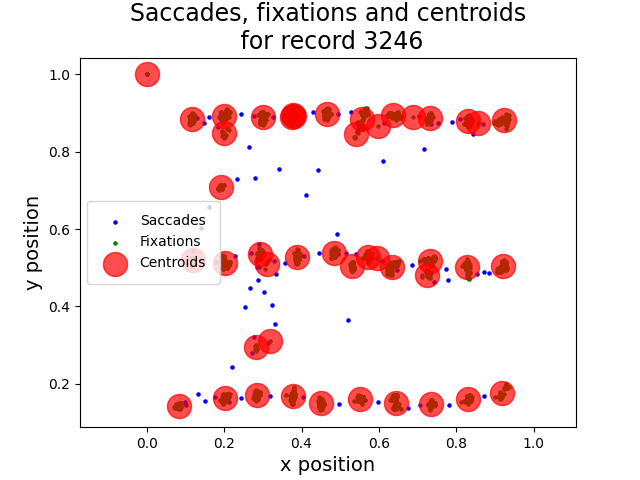 Saccades, fixations and centroids
for record 3246
1.0
0.8
0.6
0.4
0.2
y position
Saccades
Fixations
Centroids
0.0 0.2 0.4 0.6 0.8 1.0
x position